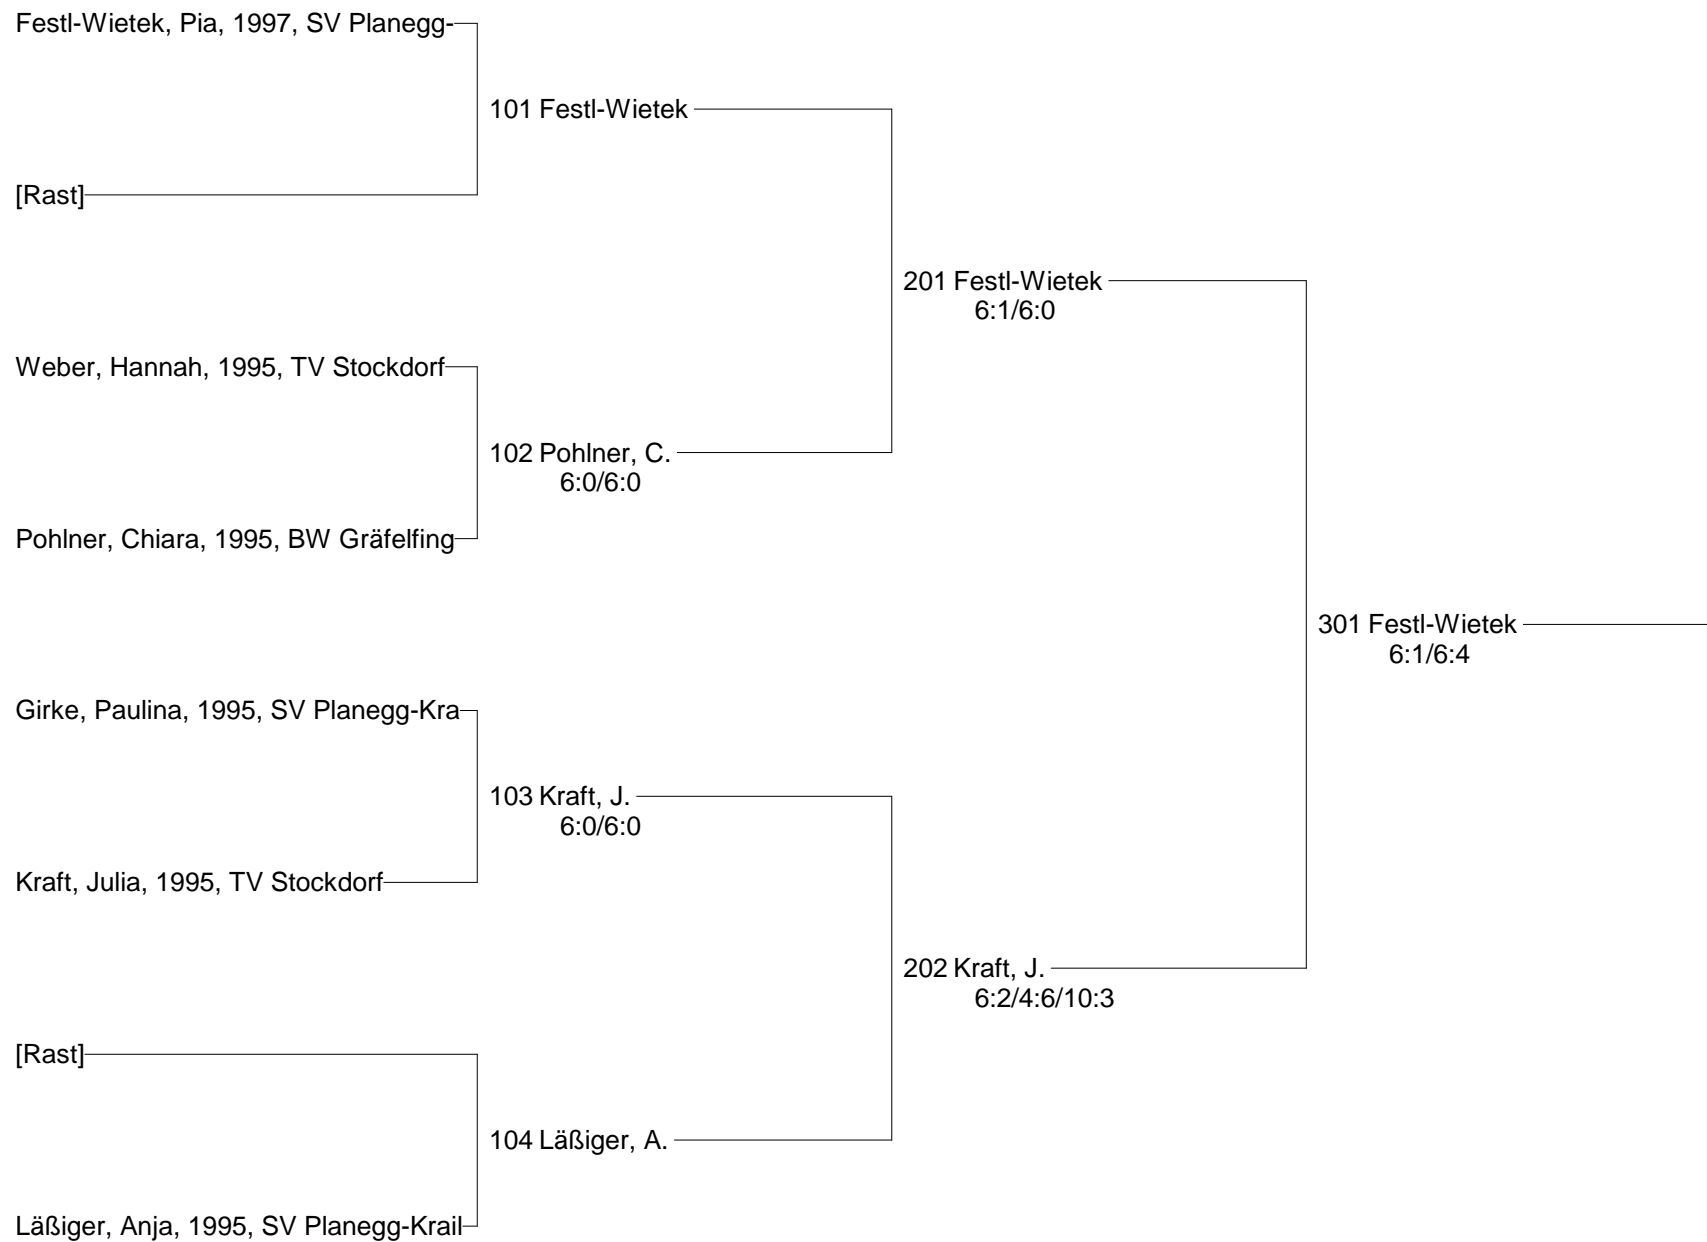 Festl-Wietek, Pia, 1997, SV Planegg-
101 Festl-Wietek
[Rast]
201 Festl-Wietek
6:1/6:0
Weber, Hannah, 1995, TV Stockdorf
102 Pohlner, C.
6:0/6:0
Pohlner, Chiara, 1995, BW Gräfelfing
301 Festl-Wietek
6:1/6:4
Girke, Paulina, 1995, SV Planegg-Kra
103 Kraft, J.
6:0/6:0
Kraft, Julia, 1995, TV Stockdorf
202 Kraft, J.
6:2/4:6/10:3
[Rast]
104 Läßiger, A.
Läßiger, Anja, 1995, SV Planegg-Krail